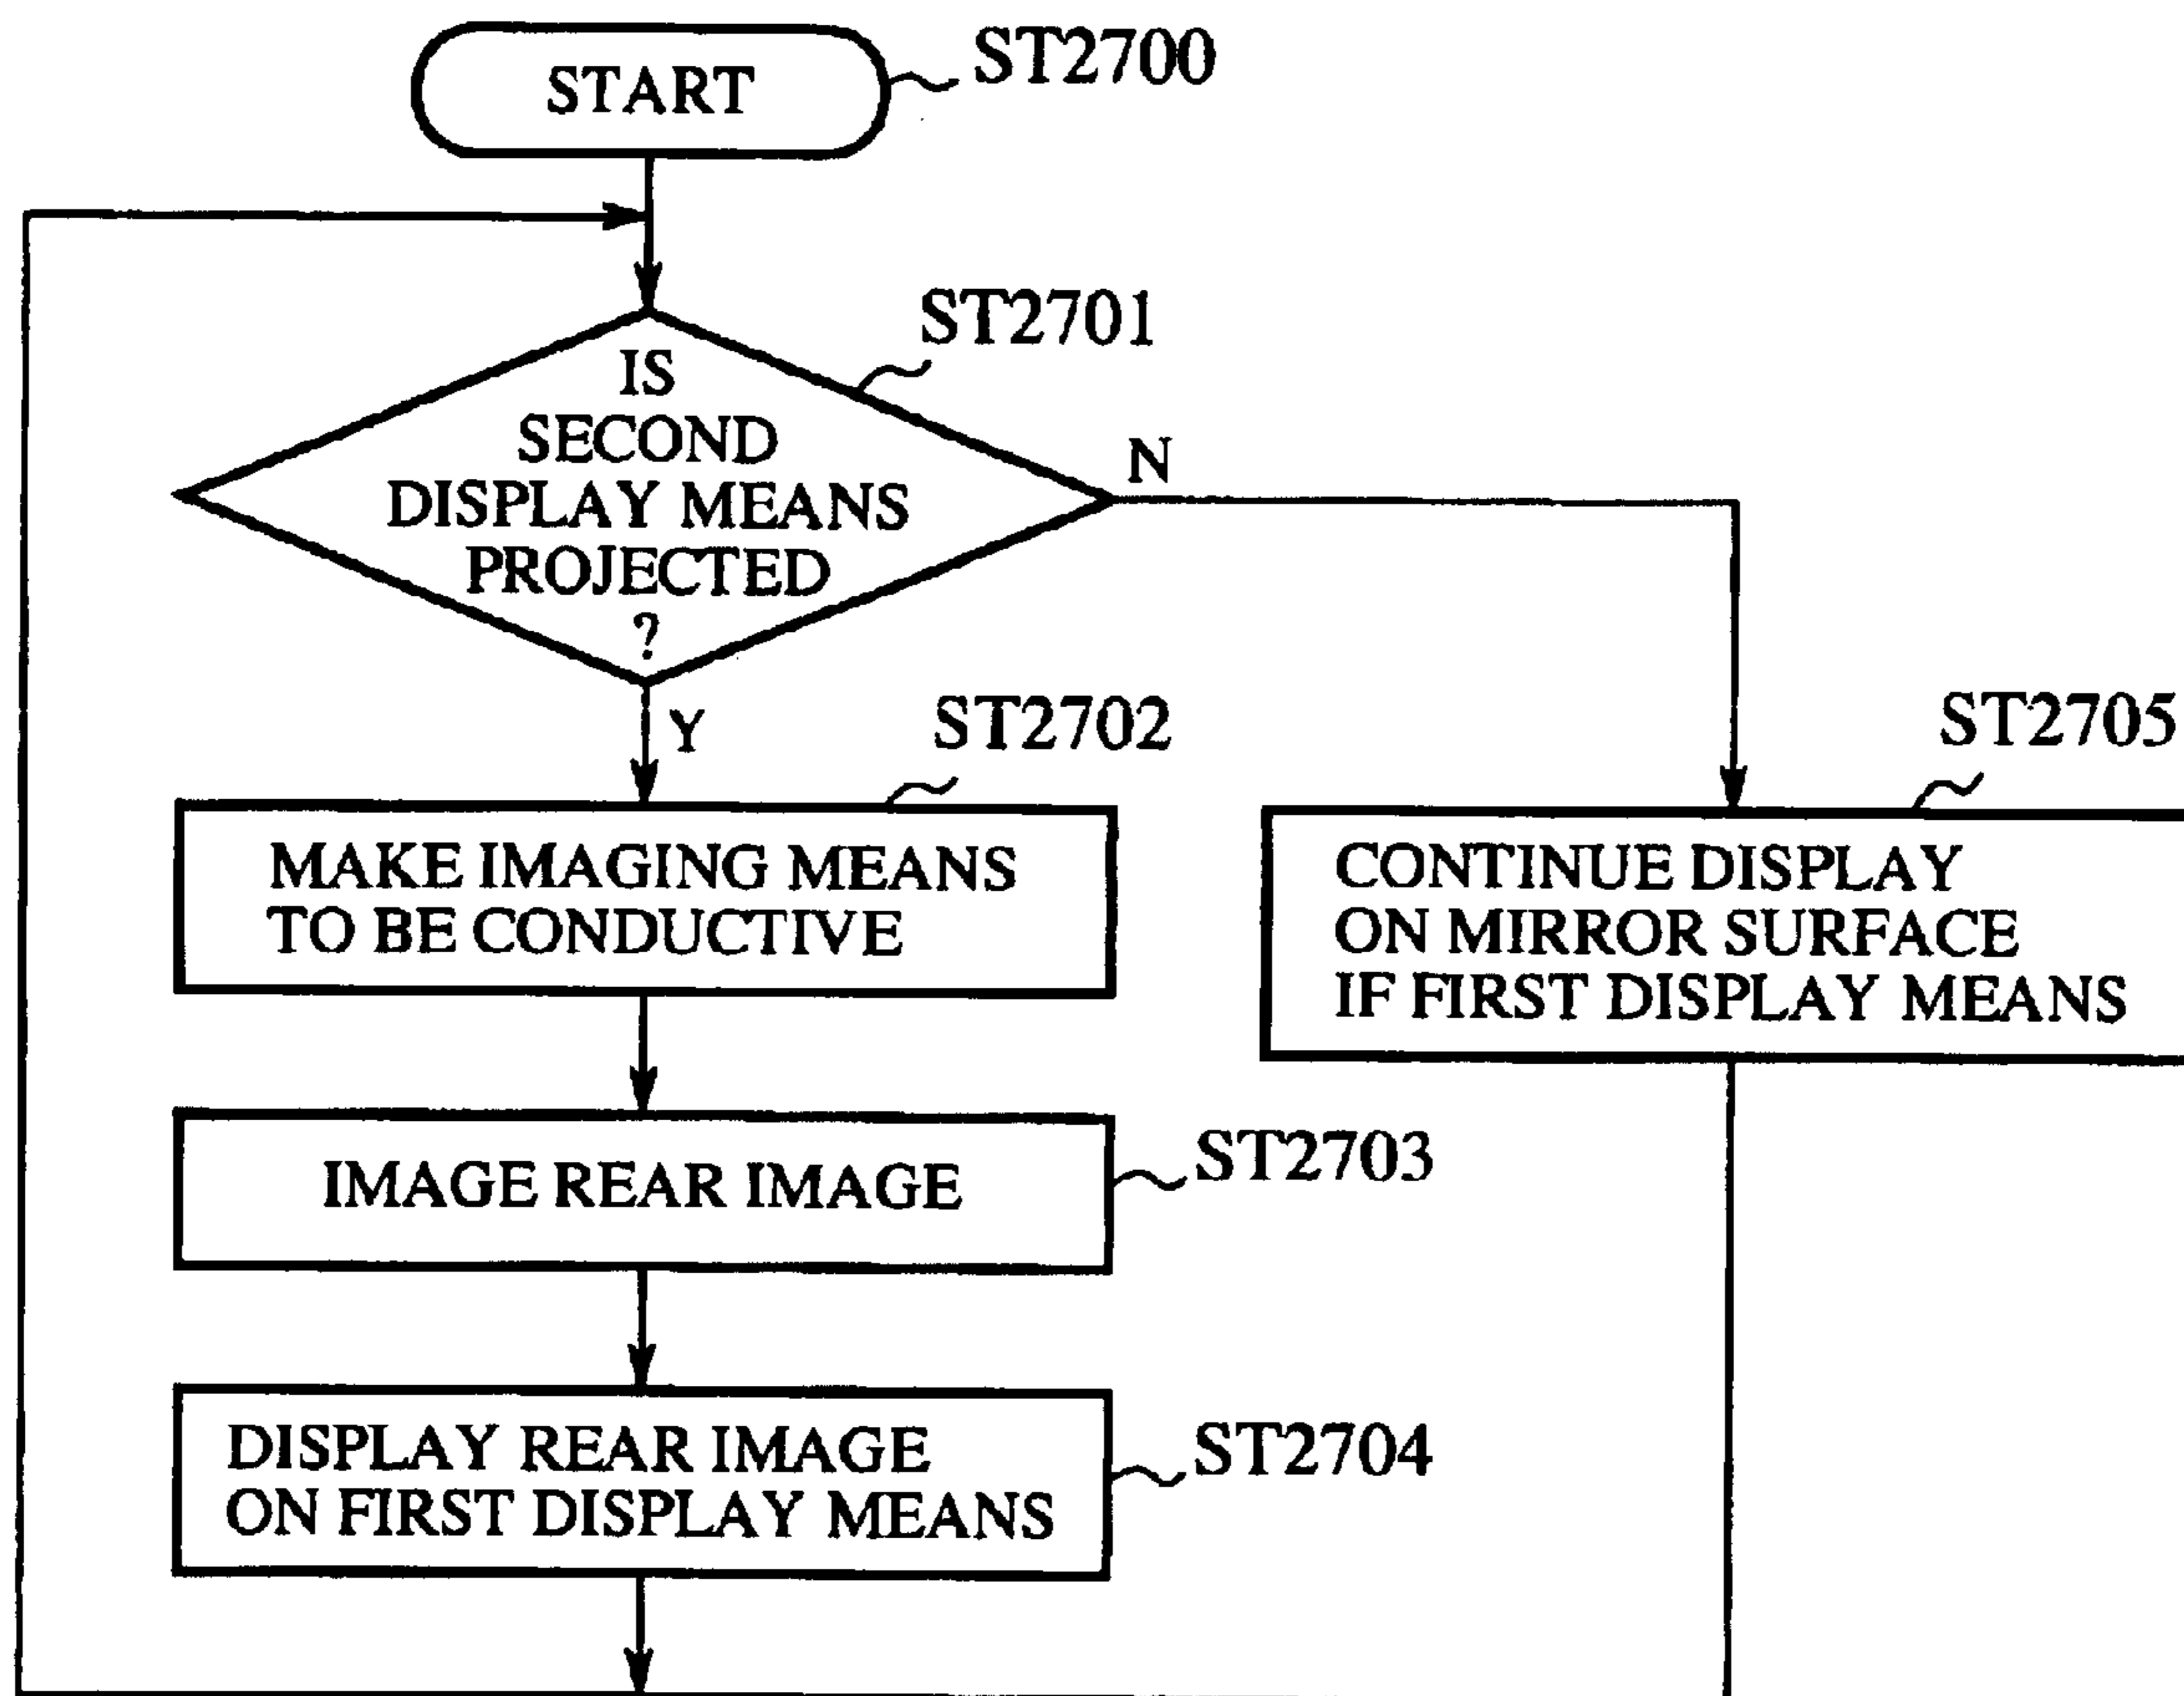 START
ST2700
ST2701
IS
SECOND
DISPLAY MEANS
PROJECTED
?
N
Y
ST2702
MAKE IMAGING MEANS
TO BE CONDUCTIVE
ST2705
CONTINUE DISPLAY
ON MIRROR SURFACE
IF FIRST DISPLAY MEANS
IMAGE REAR IMAGE
ST2703
DISPLAY REAR IMAGE
ON FIRST DISPLAY MEANS
ST2704